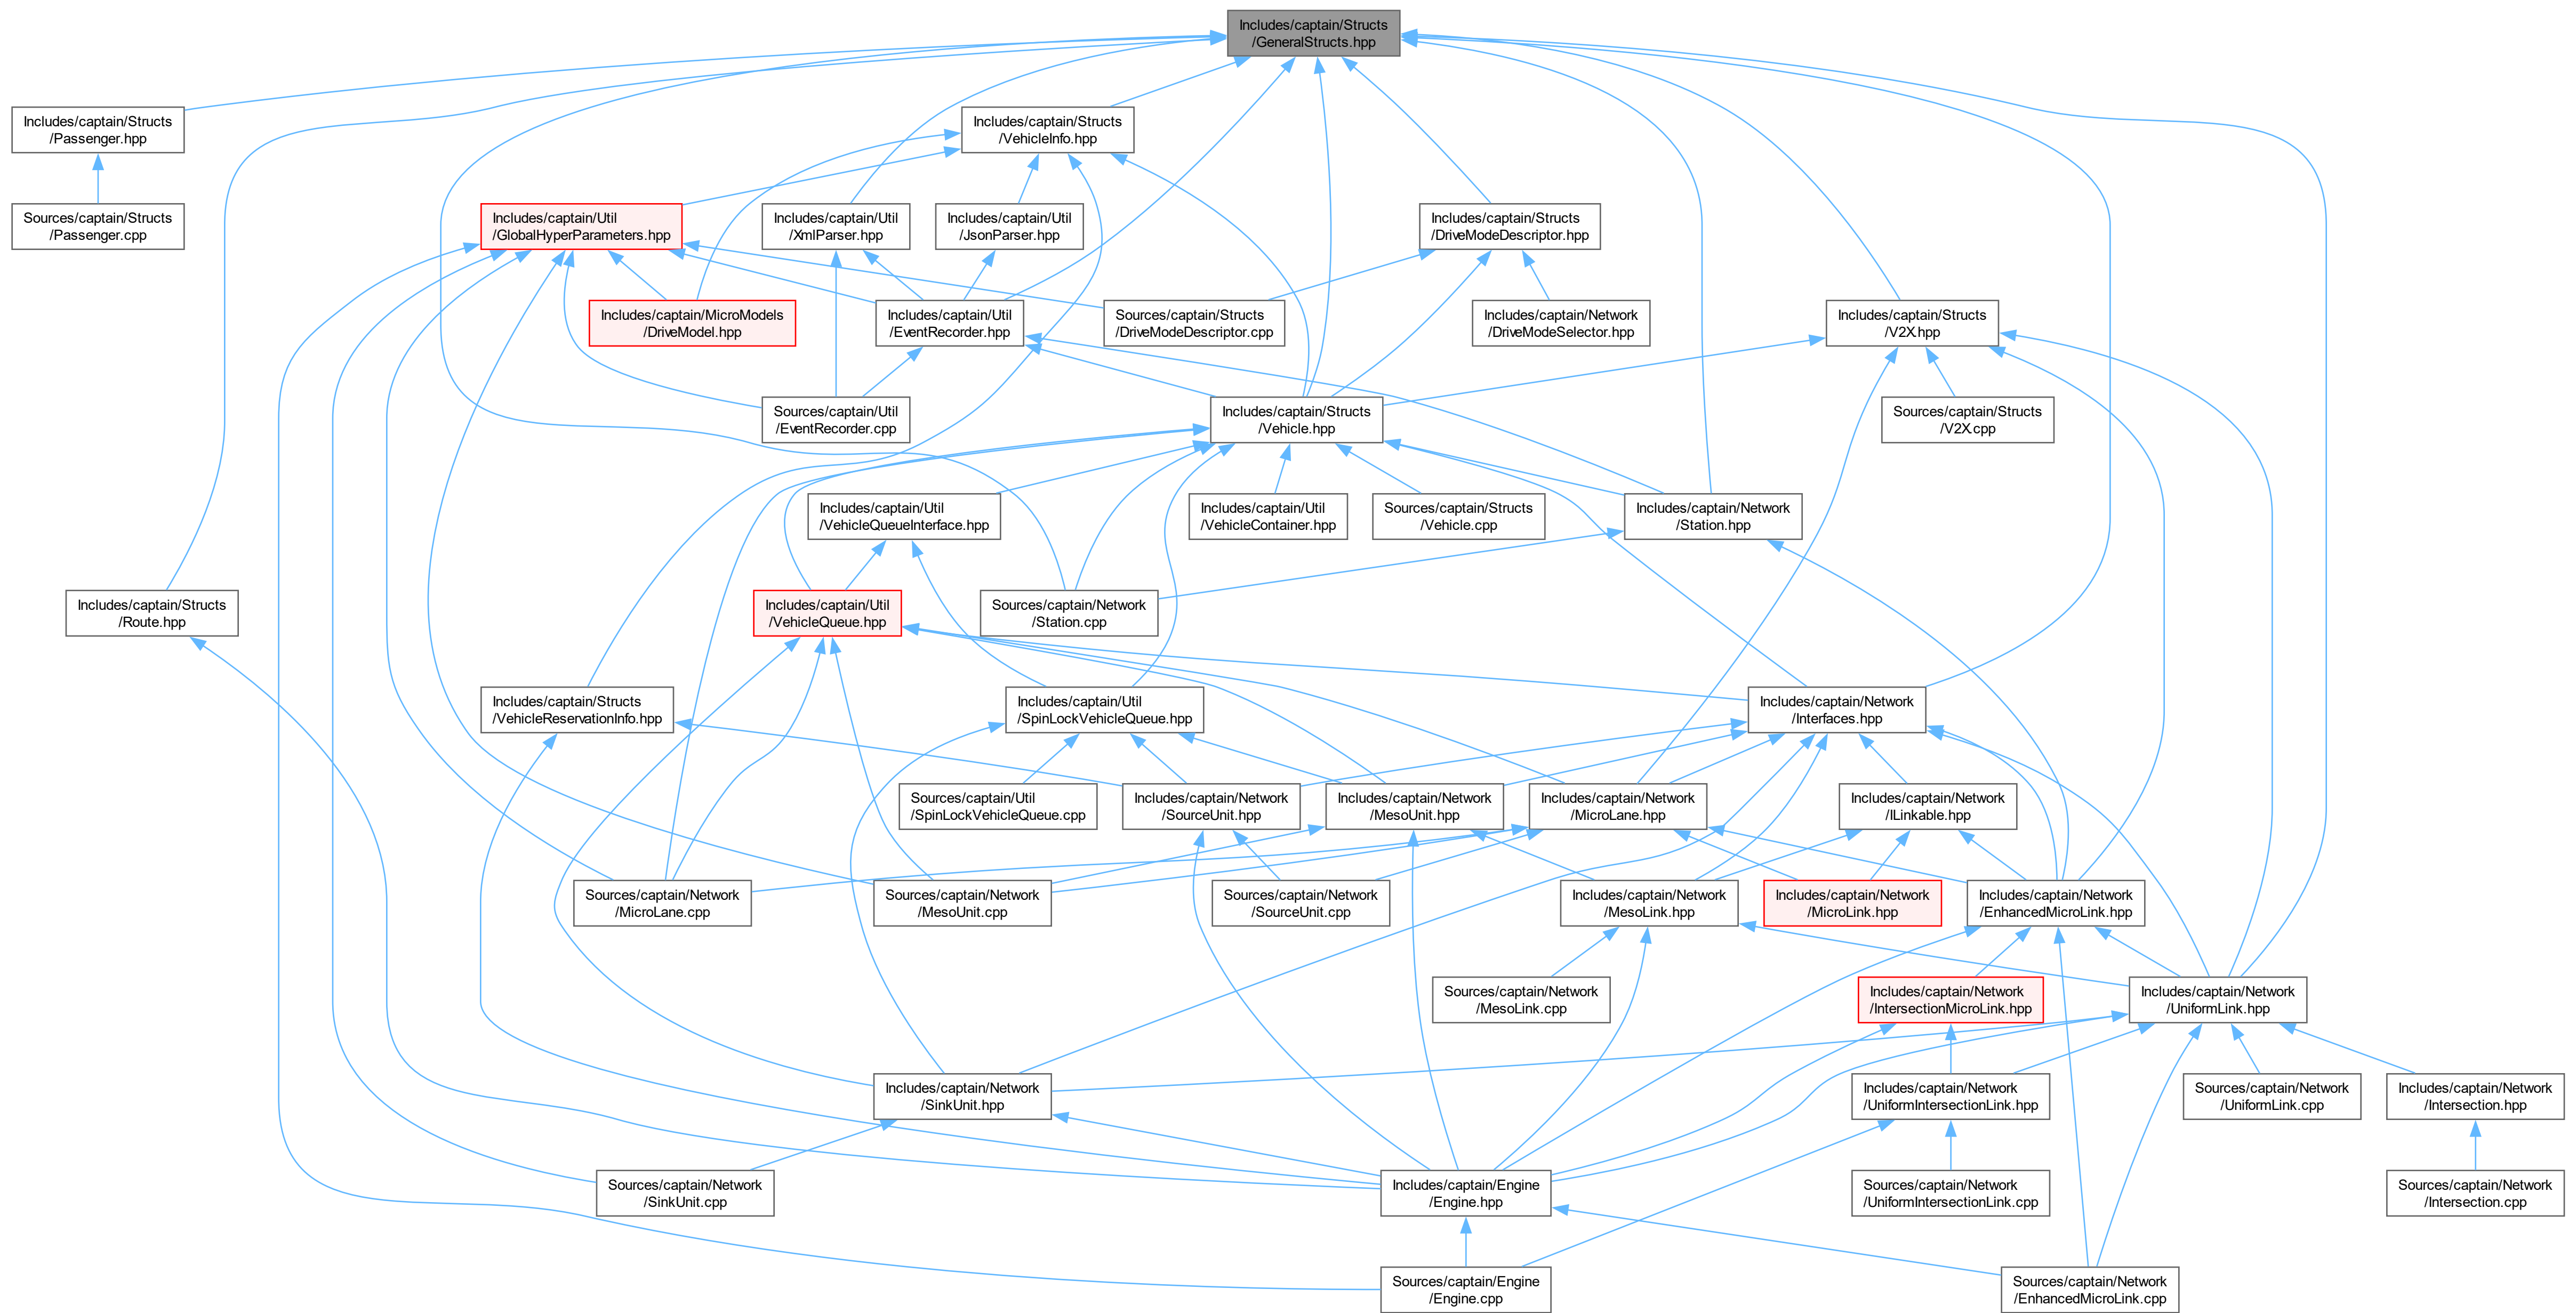 Includes/captain/Structs
/GeneralStructs.hpp
Includes/captain/Structs
/Passenger.hpp
Includes/captain/Structs
/VehicleInfo.hpp
Sources/captain/Structs
/Passenger.cpp
Includes/captain/Util
/GlobalHyperParameters.hpp
Includes/captain/Util
/XmlParser.hpp
Includes/captain/Util
/JsonParser.hpp
Includes/captain/Structs
/DriveModeDescriptor.hpp
Includes/captain/MicroModels
/DriveModel.hpp
Includes/captain/Util
/EventRecorder.hpp
Sources/captain/Structs
/DriveModeDescriptor.cpp
Includes/captain/Network
/DriveModeSelector.hpp
Includes/captain/Structs
/V2X.hpp
Sources/captain/Util
/EventRecorder.cpp
Includes/captain/Structs
/Vehicle.hpp
Sources/captain/Structs
/V2X.cpp
Includes/captain/Util
/VehicleQueueInterface.hpp
Includes/captain/Util
/VehicleContainer.hpp
Sources/captain/Structs
/Vehicle.cpp
Includes/captain/Network
/Station.hpp
Includes/captain/Structs
/Route.hpp
Includes/captain/Util
/VehicleQueue.hpp
Sources/captain/Network
/Station.cpp
Includes/captain/Structs
/VehicleReservationInfo.hpp
Includes/captain/Util
/SpinLockVehicleQueue.hpp
Includes/captain/Network
/Interfaces.hpp
Sources/captain/Util
/SpinLockVehicleQueue.cpp
Includes/captain/Network
/SourceUnit.hpp
Includes/captain/Network
/MesoUnit.hpp
Includes/captain/Network
/MicroLane.hpp
Includes/captain/Network
/ILinkable.hpp
Sources/captain/Network
/MicroLane.cpp
Sources/captain/Network
/MesoUnit.cpp
Sources/captain/Network
/SourceUnit.cpp
Includes/captain/Network
/MesoLink.hpp
Includes/captain/Network
/MicroLink.hpp
Includes/captain/Network
/EnhancedMicroLink.hpp
Sources/captain/Network
/MesoLink.cpp
Includes/captain/Network
/IntersectionMicroLink.hpp
Includes/captain/Network
/UniformLink.hpp
Includes/captain/Network
/SinkUnit.hpp
Includes/captain/Network
/UniformIntersectionLink.hpp
Sources/captain/Network
/UniformLink.cpp
Includes/captain/Network
/Intersection.hpp
Sources/captain/Network
/SinkUnit.cpp
Includes/captain/Engine
/Engine.hpp
Sources/captain/Network
/UniformIntersectionLink.cpp
Sources/captain/Network
/Intersection.cpp
Sources/captain/Engine
/Engine.cpp
Sources/captain/Network
/EnhancedMicroLink.cpp